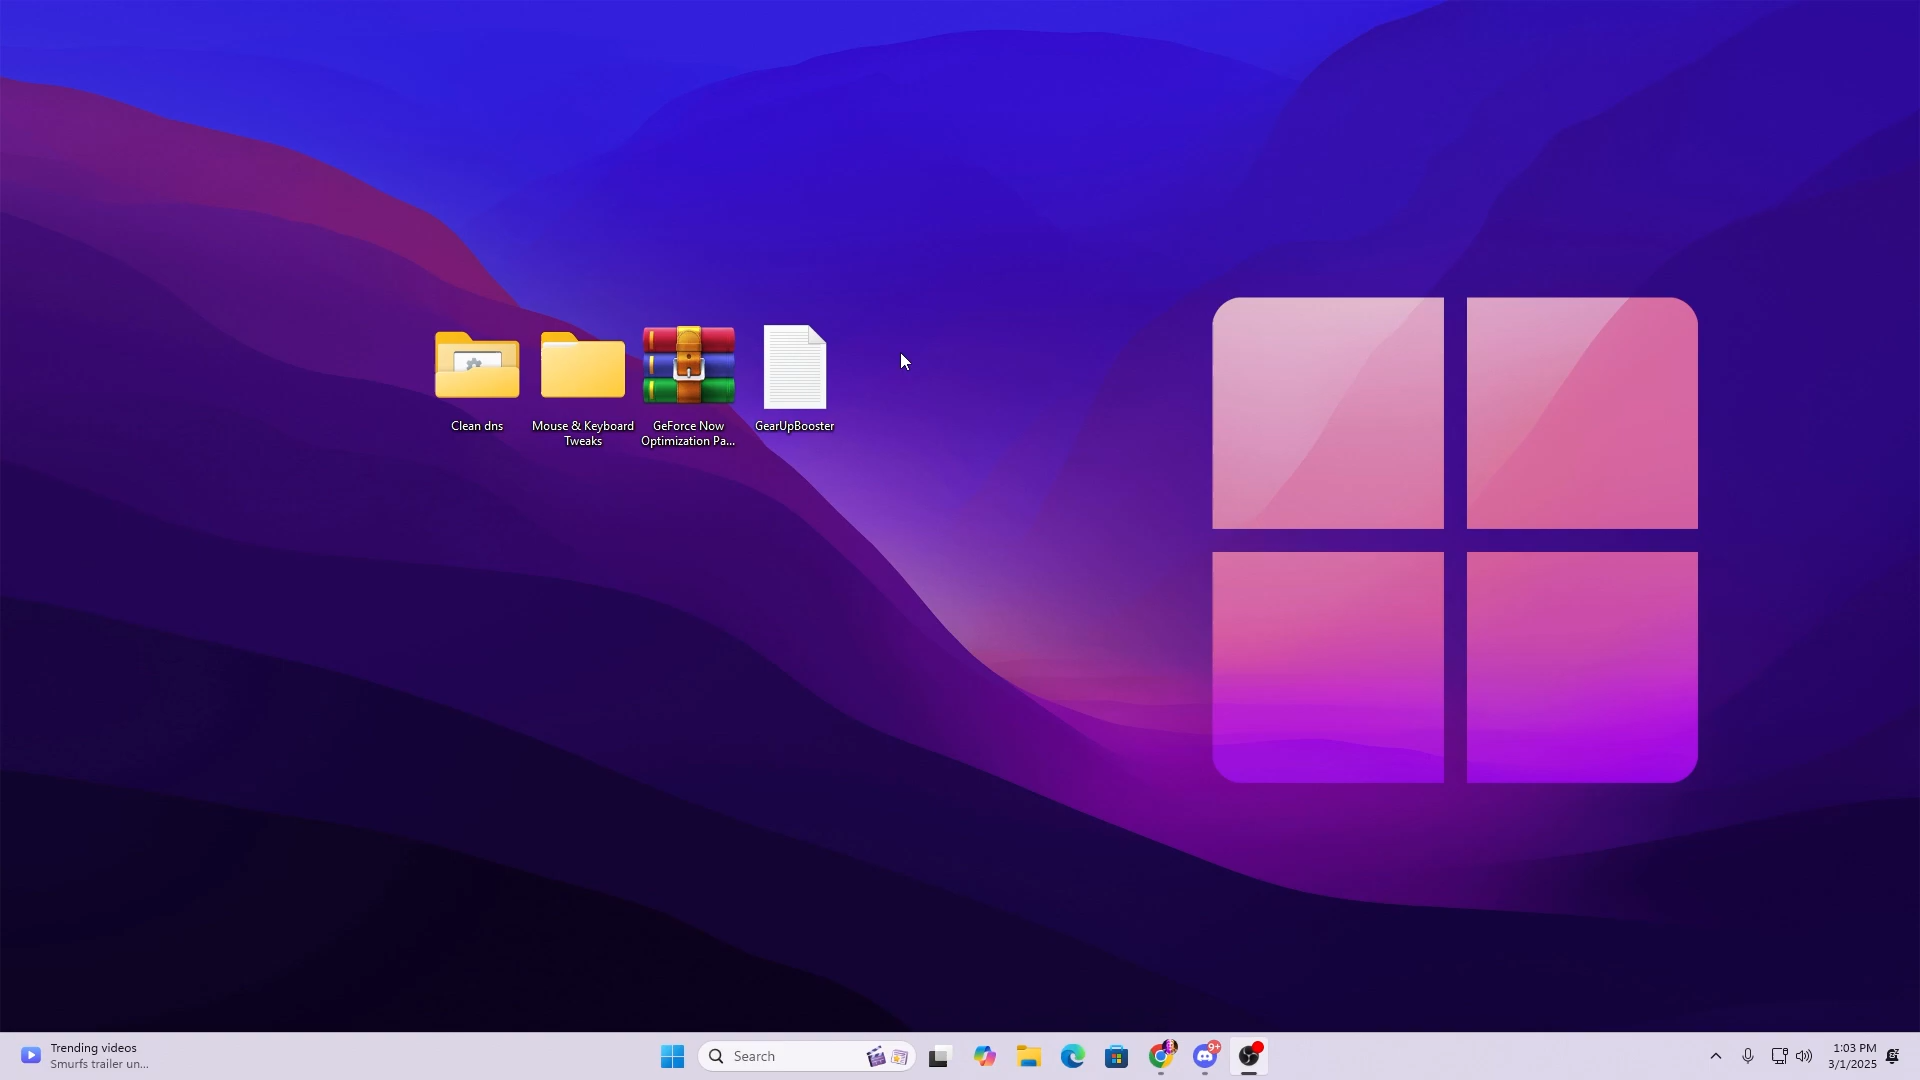 Clean dns
Mouse & Keyboard
Tweaks
GeForce Now
Optimization Pa...
GearUpBooster
Trending videos
Smurfs trailer un...
Search
9+
1:03 PM
3/1/2025